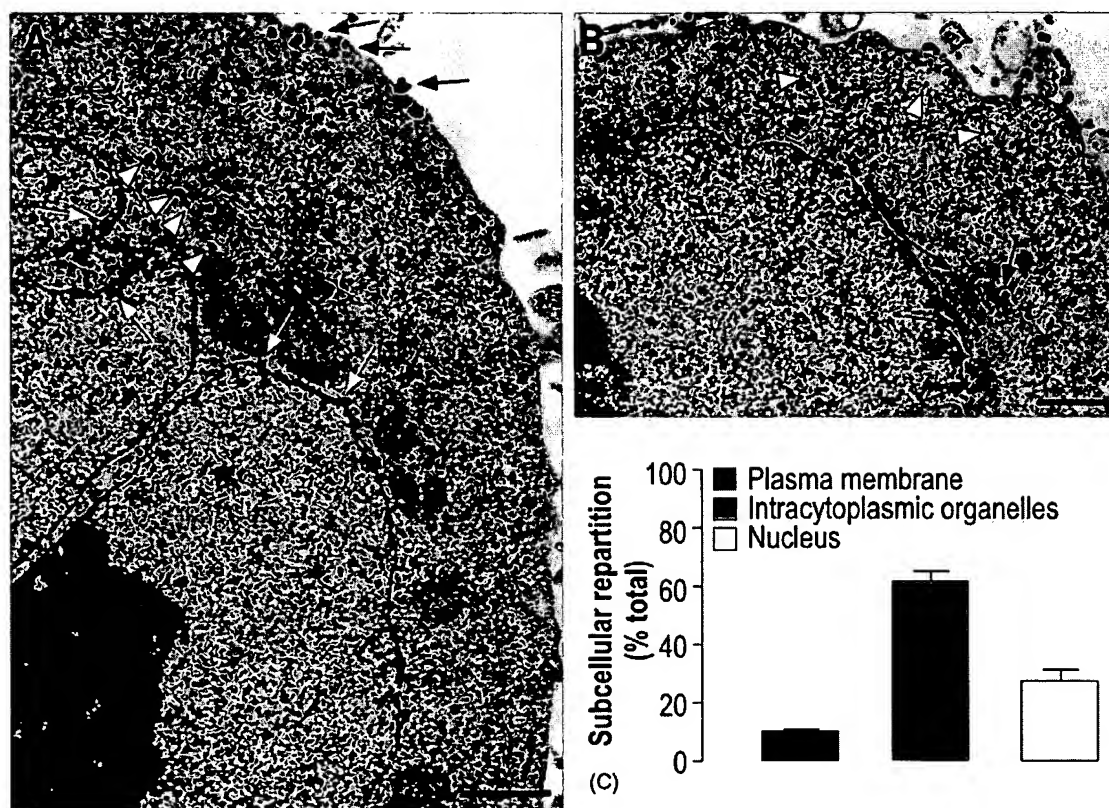 A
B
100
80
60
40
20
0
Subcellular repartition
(% total)
Plasma membrane
Intracytoplasmic organelles
Nucleus
(C)